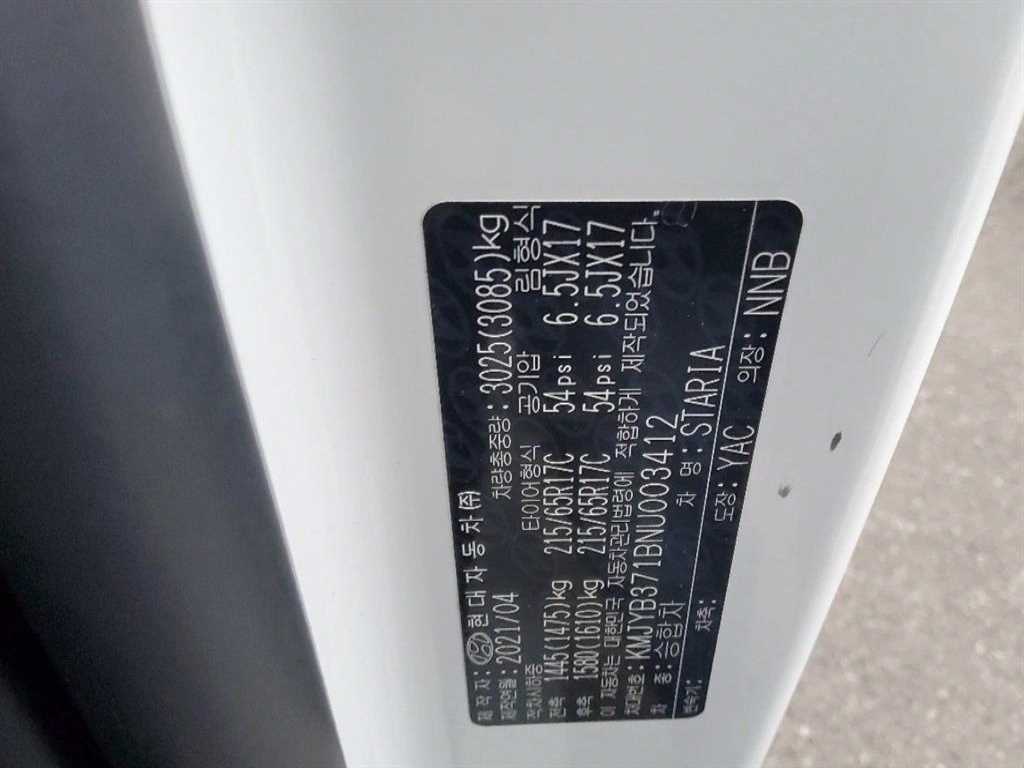 제 작 자: 현 대 자 동 차 ㈜
제작연월: 2021/04 차량총중량: 3025(3085)kg
적차시하중 타이어형식 공기압 림형식
전축 1445(1475)kg 215/65R17C 54psi 6.5JX17
후축 1580(1610)kg 215/65R17C 54psi 6.5JX17
이 자동차는 대한민국 자동차관리법령에 적합하게 제작되었습니다.
차대번호: KMJYB371BNU003412
차 종: 승합차 차 명: STARIA
변속기: 차축: 도장: YAC 의장: NNB